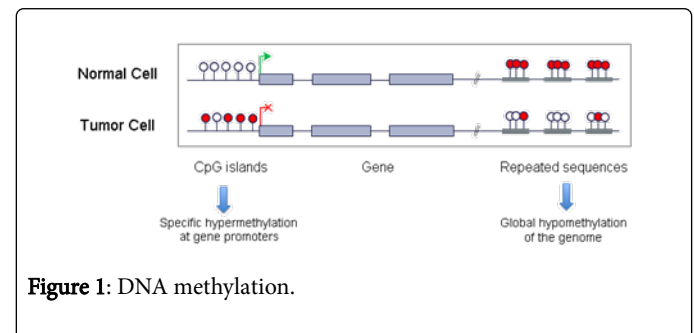 Normal Cell
Tumor Cell
CpG islands
Gene
Repeated sequences
Specific hypermethylation
at gene promoters
Global hypomethylation
of the genome
Figure 1: DNA methylation.